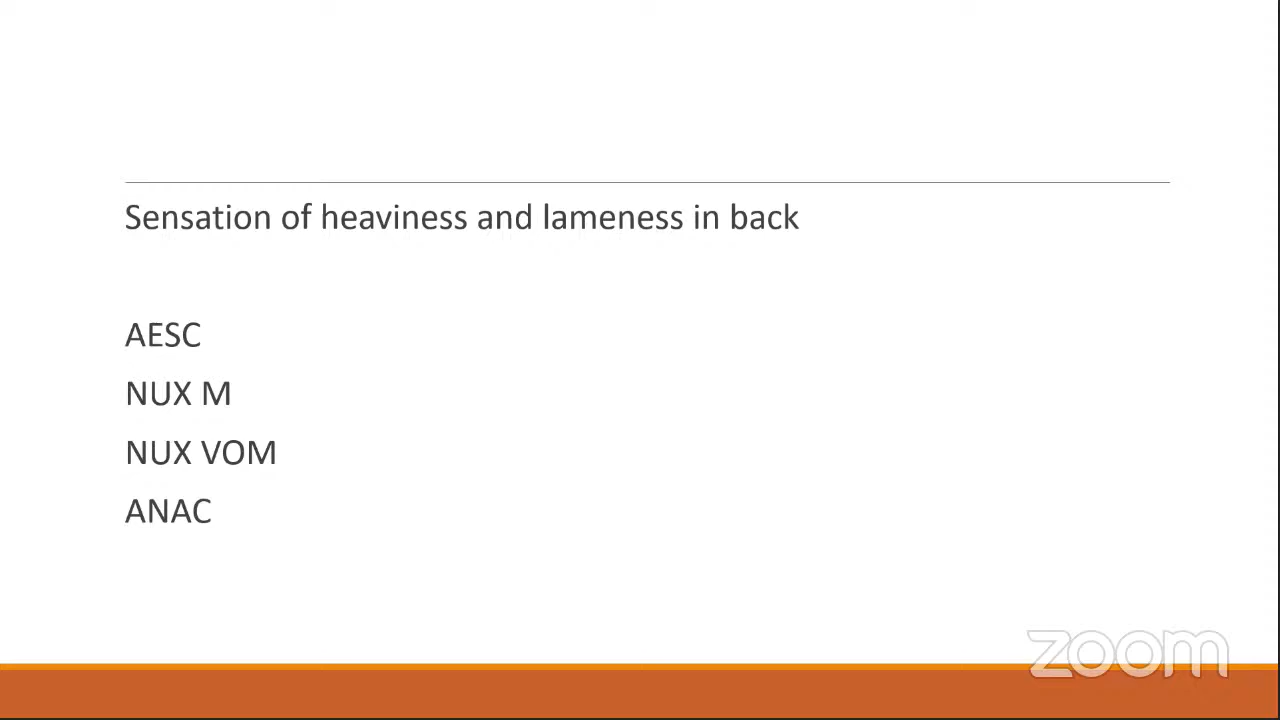 Sensation of heaviness and lameness in back
AESC
NUX M
NUX VOM
ANAC
zoom